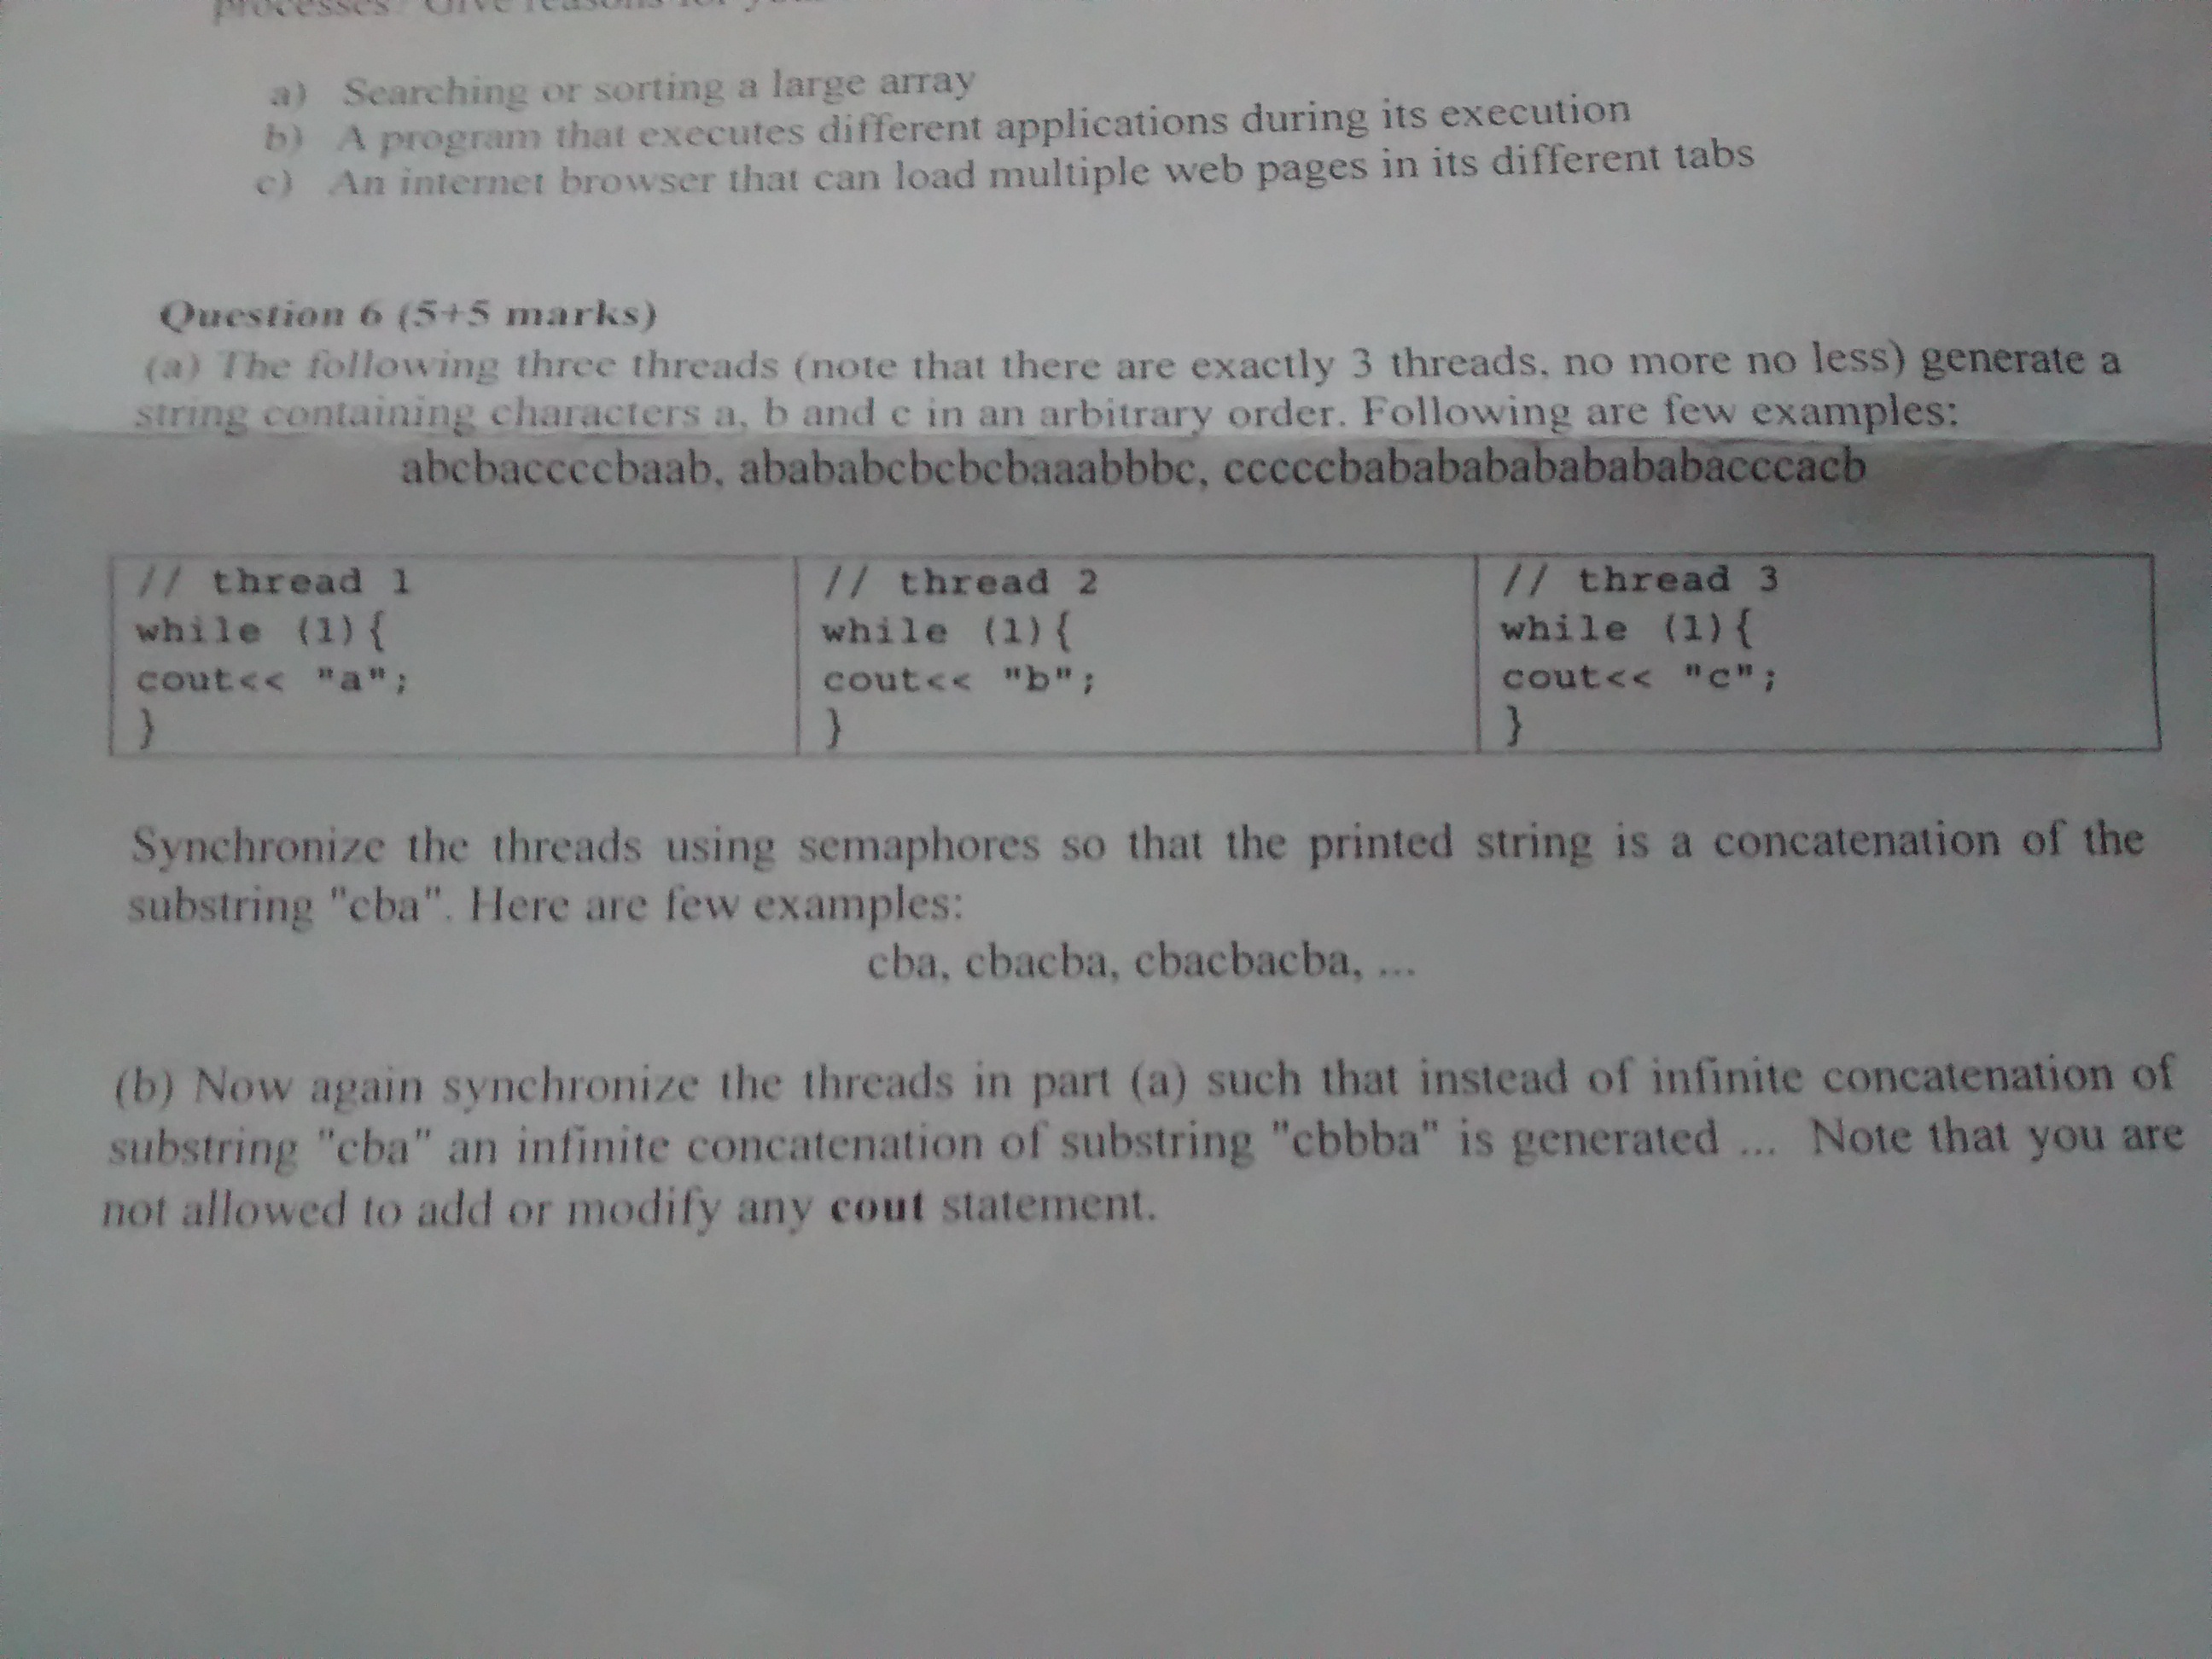 processes? Give reasons for
a) Searching or sorting a large array
b) A program that executes different applications during its execution
c) An internet browser that can load multiple web pages in its different tabs
Question 6 (5+5 marks)
(a) The following three threads (note that there are exactly 3 threads, no more no less) generate a
string containing characters a, b and c in an arbitrary order. Following are few examples:
abcbaccccbaab, abababcbcbcbaaabbbc, cccccbabababababababacccacb
// thread 1
while (1){
cout<< "a";
}
// thread 2
while (1){
cout<< "b";
}
// thread 3
while (1){
cout<< "c";
}
Synchronize the threads using semaphores so that the printed string is a concatenation of the
substring "cba". Here are few examples:
cba, cbacba, cbacbacba, ...
(b) Now again synchronize the threads in part (a) such that instead of infinite concatenation of
substring "cba" an infinite concatenation of substring "cbbba" is generated ... Note that you are
not allowed to add or modify any cout statement.